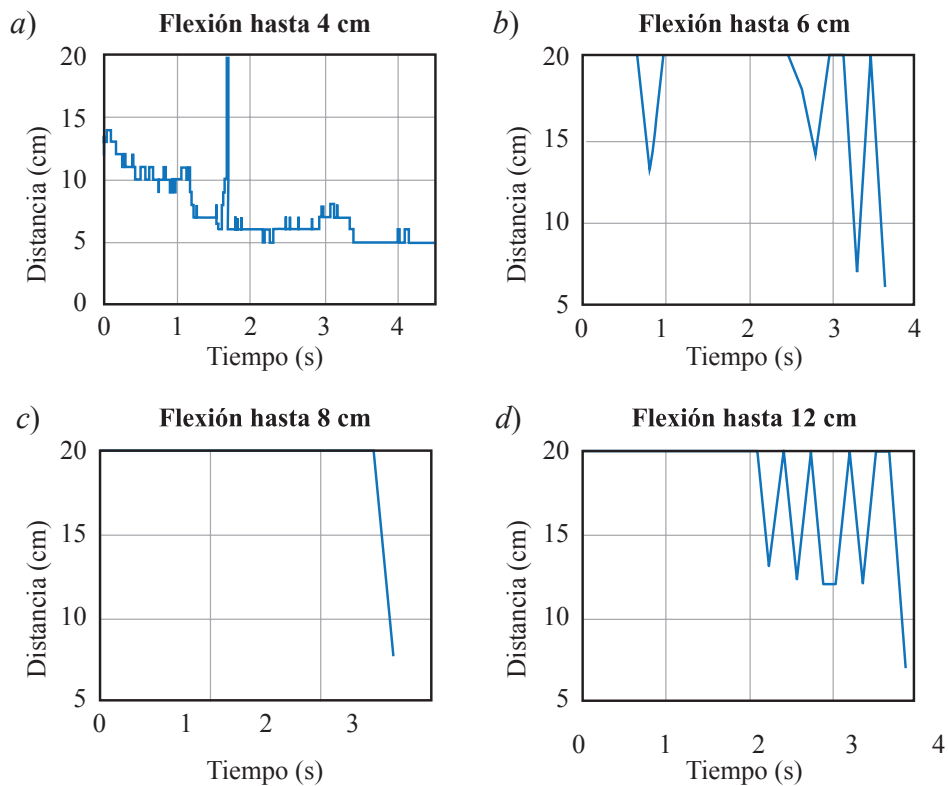 a) Flexión hasta 4 cm
20
15
10
5
0
Distancia (cm)
0 1 2 3 4
Tiempo (s)
b) Flexión hasta 6 cm
20
15
10
5
Distancia (cm)
0 1 2 3 4
Tiempo (s)
c) Flexión hasta 8 cm
20
15
10
5
Distancia (cm)
0 1 2 3
Tiempo (s)
d) Flexión hasta 12 cm
20
15
10
5
Distancia (cm)
0 1 2 3 4
Tiempo (s)